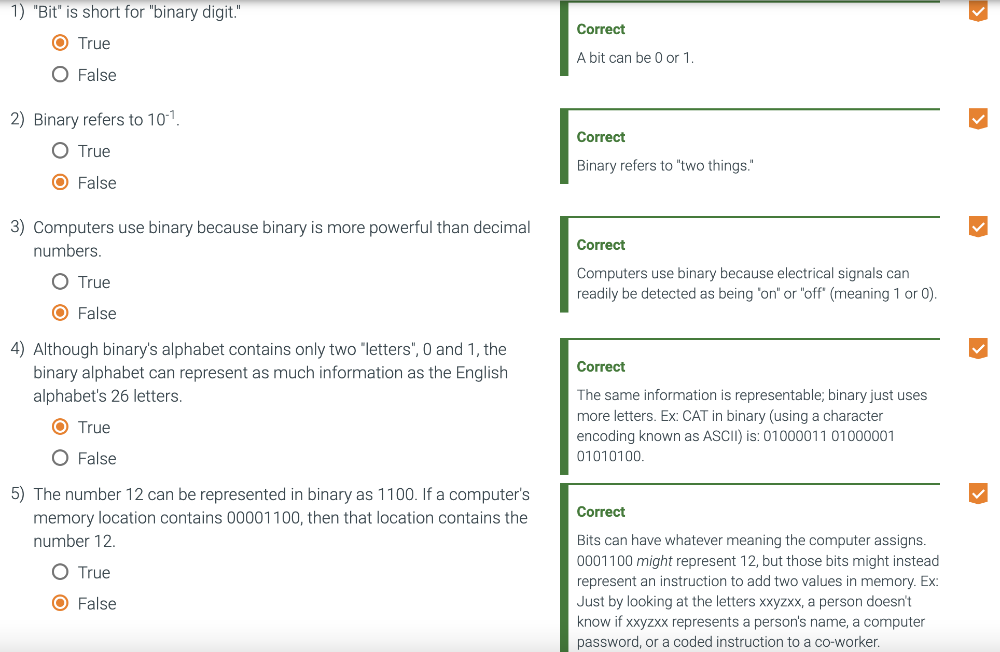 1) "Bit" is short for "binary digit."
True
False
Correct
A bit can be 0 or 1.
2) Binary refers to 10⁻¹.
True
False
Correct
Binary refers to "two things."
3) Computers use binary because binary is more powerful than decimal
numbers.
True
False
Correct
Computers use binary because electrical signals can
readily be detected as being "on" or "off" (meaning 1 or 0).
4) Although binary's alphabet contains only two "letters", 0 and 1, the
binary alphabet can represent as much information as the English
alphabet's 26 letters.
True
False
Correct
The same information is representable; binary just uses
more letters. Ex: CAT in binary (using a character
encoding known as ASCII) is: 01000011 01000001
01010100.
5) The number 12 can be represented in binary as 1100. If a computer's
memory location contains 00001100, then that location contains the
number 12.
True
False
Correct
Bits can have whatever meaning the computer assigns.
0001100 might represent 12, but those bits might instead
represent an instruction to add two values in memory. Ex:
Just by looking at the letters xxyzxx, a person doesn't
know if xxyzxx represents a person's name, a computer
password, or a coded instruction to a co-worker.